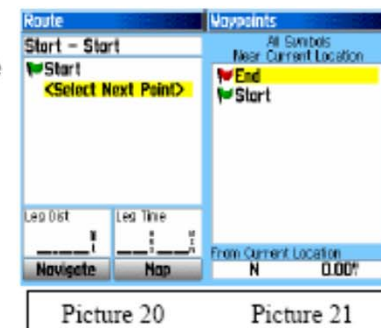 Route
Start - Start
Start
<Select Next Point>
Leg Dist
Leg Time
Navigate
Map
Waypoints
All Symbols
Near Current Location
End
Start
From Current Location
N
0.00
Picture 20
Picture 21